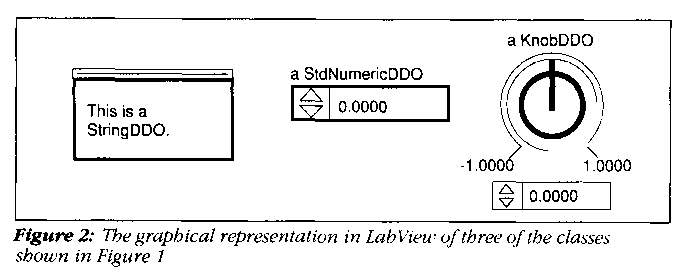 This is a
StringDDO.
a StdNumericDDO
0.0000
a KnobDDO
-1.0000
1.0000
0.0000
Figure 2: The graphical representation in LabView of three of the classes
shown in Figure 1